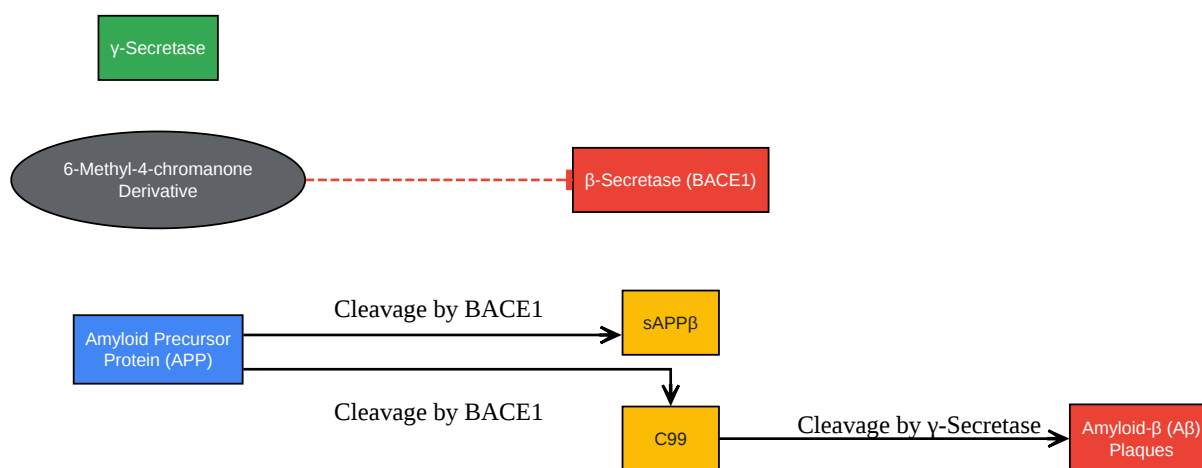 γ-Secretase
6-Methyl-4-chromanone
Derivative
β-Secretase (BACE1)
Cleavage by BACE1
sAPPβ
Amyloid Precursor
Protein (APP)
Cleavage by BACE1
C99
Cleavage by γ-Secretase
Amyloid-β (Aβ)
Plaques